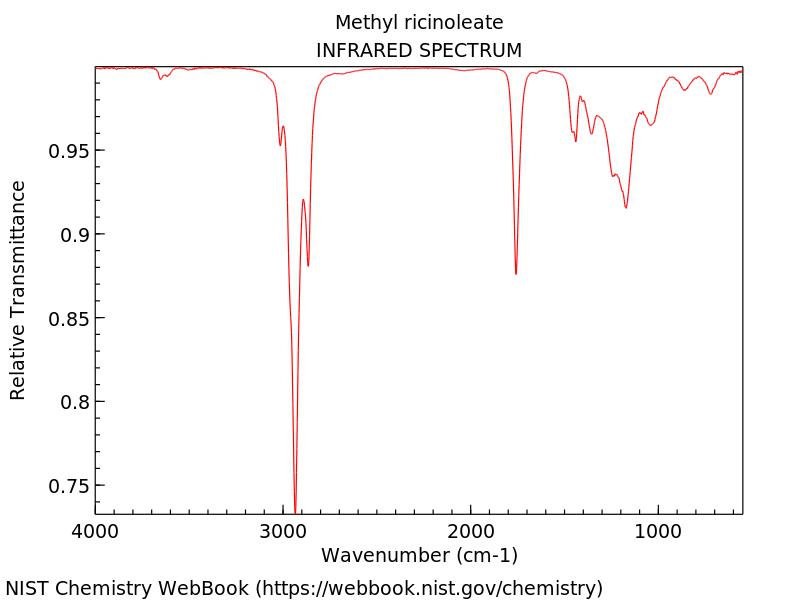 Methyl ricinoleate
INFRARED SPECTRUM
Relative Transmittance
0.95
0.9
0.85
0.8
0.75
4000
3000
2000
1000
Wavenumber (cm-1)
NIST Chemistry WebBook (https://webbook.nist.gov/chemistry)